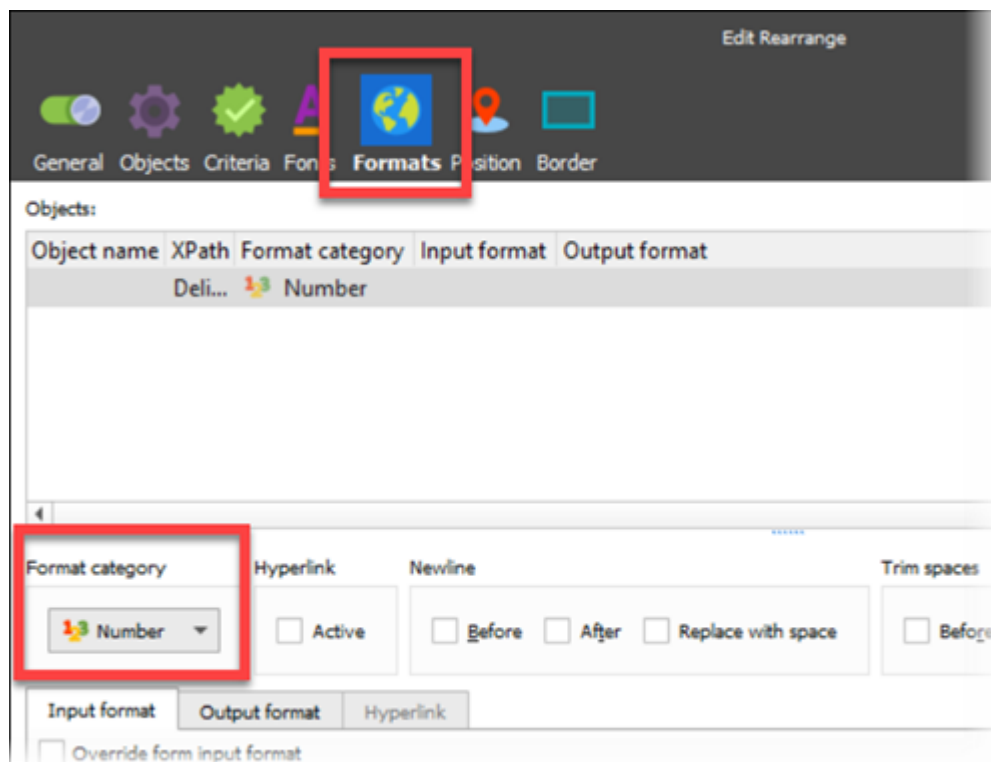 Edit Rearrange
General Objects Criteria Fonts Formats Position Border
Objects:
Object name XPath Format category Input format Output format
Deli... Number
Format category Hyperlink Newline Trim spaces
Number Active Before After Replace with space Before
Input format Output format Hyperlink
Override form input format